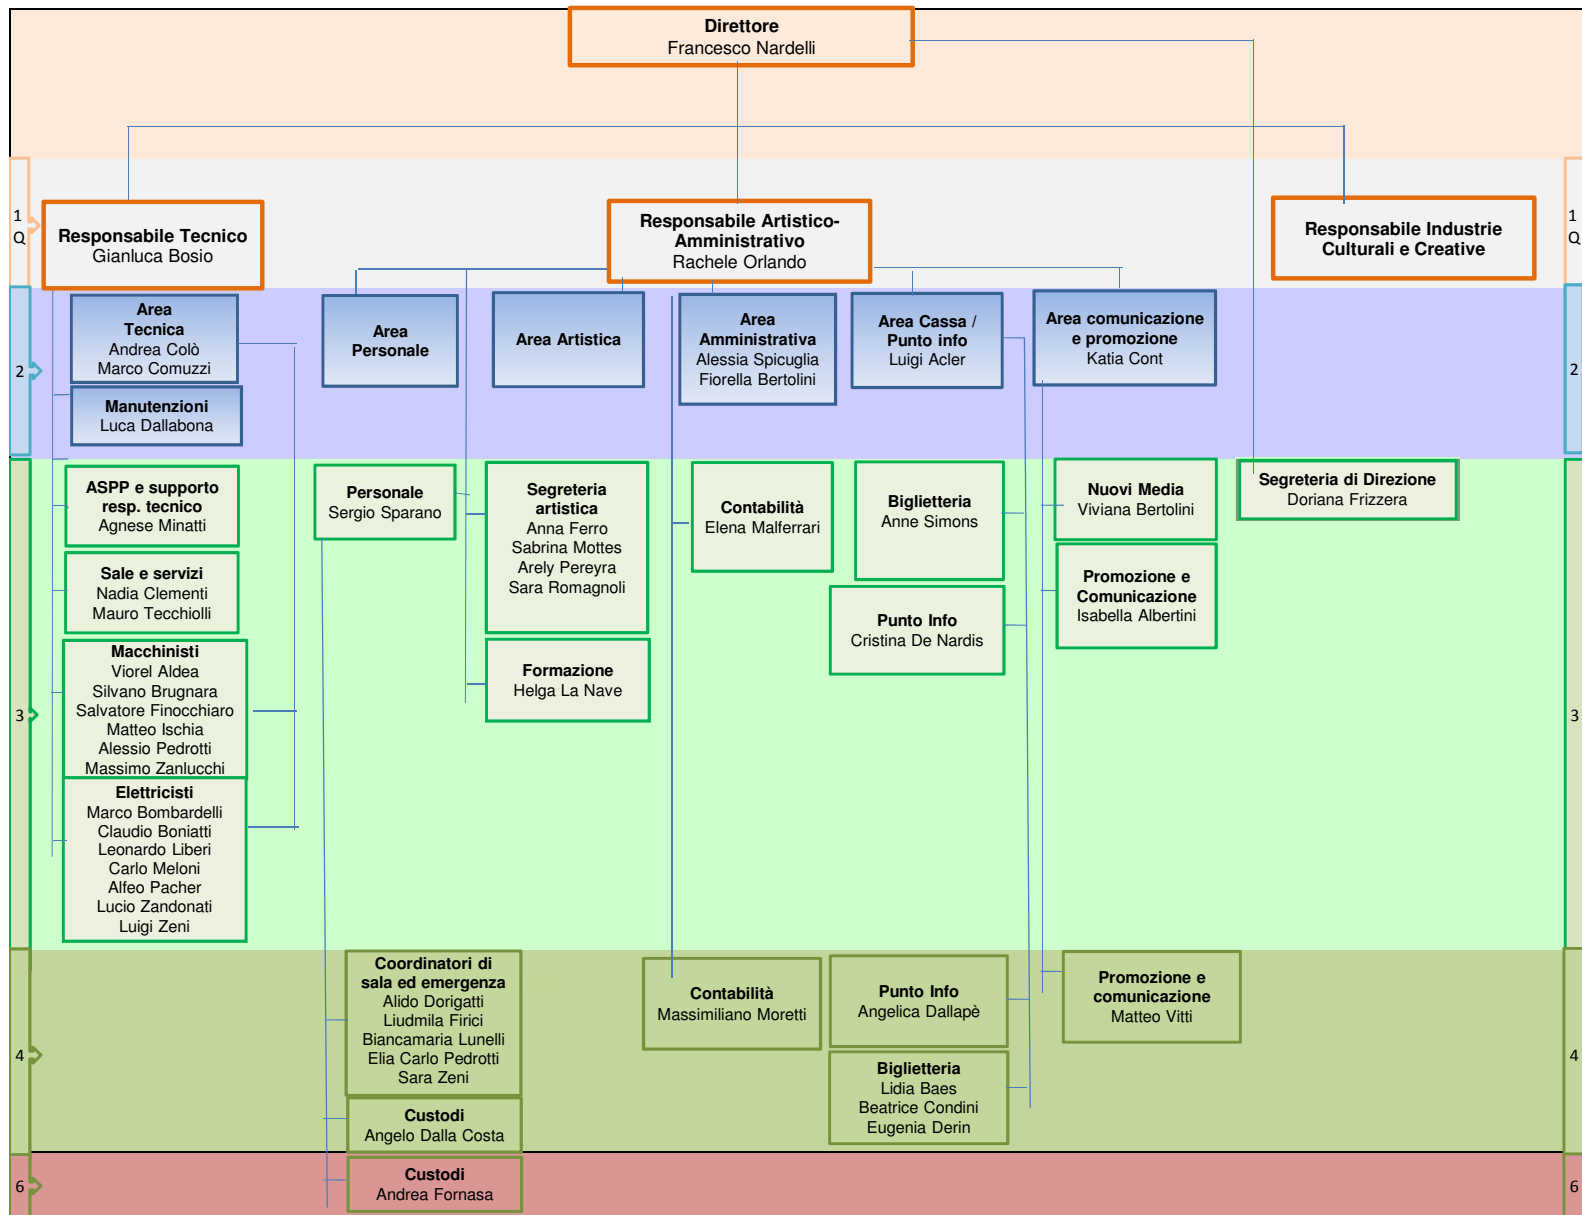 Direttore
Francesco Nardelli
1
Q
Responsabile Tecnico
Gianluca Bosio
Responsabile Artistico-
Amministrativo
Rachele Orlando
Responsabile Industrie
Culturali e Creative
1
Q
2
Area
Tecnica
Andrea Colò
Marco Comuzzi
Manutenzioni
Luca Dallabona
Area
Personale
Area Artistica
Area
Amministrativa
Alessia Spicuglia
Fiorella Bertolini
Area Cassa /
Punto info
Luigi Acler
Area comunicazione
e promozione
Katia Cont
2
3
ASPP e supporto
resp. tecnico
Agnese Minatti
Sale e servizi
Nadia Clementi
Mauro Tecchiolli
Macchinisti
Viorel Aldea
Silvano Brugnara
Salvatore Finocchiaro
Matteo Ischia
Alessio Pedrotti
Massimo Zanlucchi
Elettricisti
Marco Bombardelli
Claudio Boniatti
Leonardo Liberi
Carlo Meloni
Alfeo Pacher
Lucio Zandonati
Luigi Zeni
Personale
Sergio Sparano
Segreteria
artistica
Anna Ferro
Sabrina Mottes
Arely Pereyra
Sara Romagnoli
Formazione
Helga La Nave
Contabilità
Elena Malferrari
Biglietteria
Anne Simons
Punto Info
Cristina De Nardis
Nuovi Media
Viviana Bertolini
Promozione e
Comunicazione
Isabella Albertini
Segreteria di Direzione
Doriana Frizzera
3
4
Coordinatori di
sala ed emergenza
Alido Dorigatti
Liudmila Firici
Biancamaria Lunelli
Elia Carlo Pedrotti
Sara Zeni
Custodi
Angelo Dalla Costa
Contabilità
Massimiliano Moretti
Punto Info
Angelica Dallapè
Biglietteria
Lidia Baes
Beatrice Condini
Eugenia Derin
Promozione e
comunicazione
Matteo Vitti
4
6
Custodi
Andrea Fornasa
6